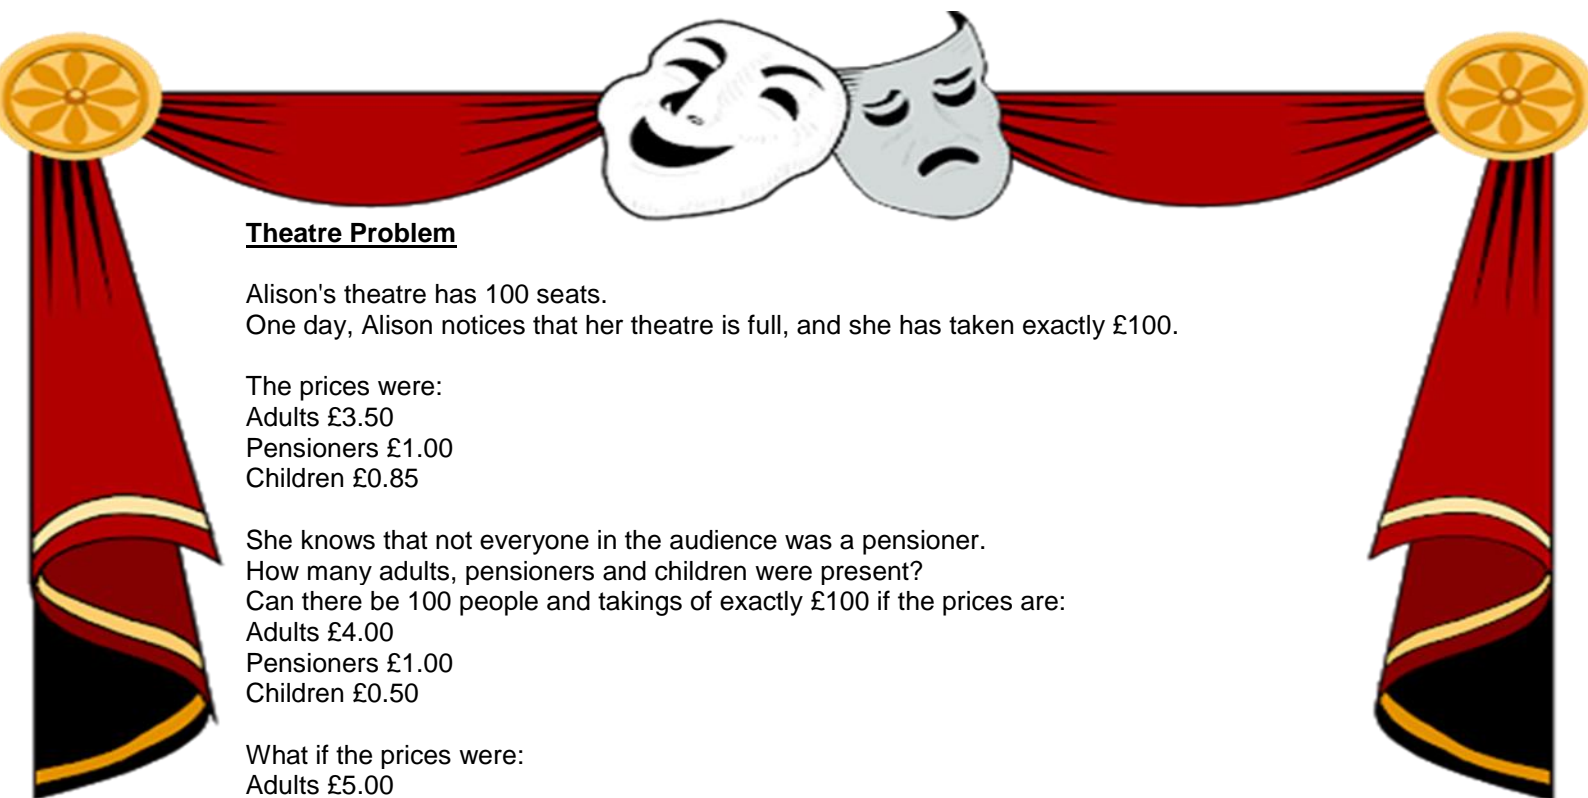 Theatre Problem
Alison's theatre has 100 seats.
One day, Alison notices that her theatre is full, and she has taken exactly £100.
The prices were:
Adults £3.50
Pensioners £1.00
Children £0.85
She knows that not everyone in the audience was a pensioner.
How many adults, pensioners and children were present?
Can there be 100 people and takings of exactly £100 if the prices are:
Adults £4.00
Pensioners £1.00
Children £0.50
What if the prices were:
Adults £5.00